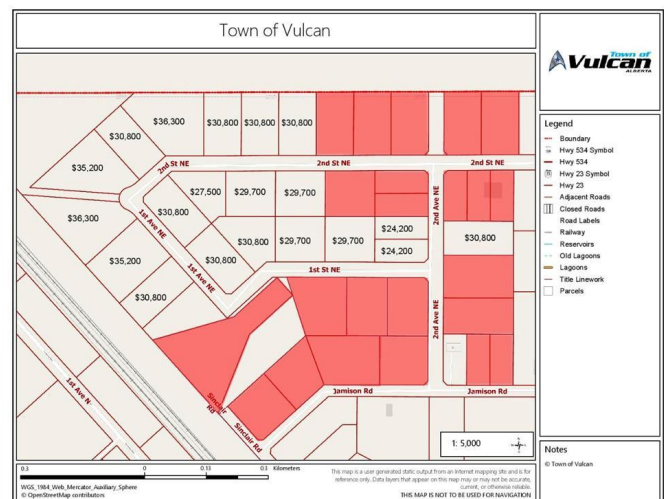 Town of Vulcan
Town of
Vulcan
ALBERTA
$36,300
$30,800
$30,800
$30,800
$30,800
$35,200
2nd St NE
2nd St NE
2nd St NE
$36,300
1st Ave NE
$30,800
$27,500
$29,700
$29,700
2nd Ave NE
$35,200
1st Ave NE
$30,800
$30,800
$29,700
$29,700
$24,200
$24,200
$30,800
$30,800
1st St NE
2nd Ave NE
1st Ave N
Sinclair
Rd
Sinclair Rd
Jamison Rd
Jamison Rd
1: 5,000
Legend
Boundary
Hwy 534 Symbol
Hwy 534
Hwy 23 Symbol
Hwy 23
Adjacent Roads
Closed Roads
Road Labels
Railway
Reservoirs
Old Lagoons
Lagoons
Title Linework
Parcels
Notes
© Town of Vulcan
0.3 0 0.13 0.3 Kilometers
WGS_1984_Web_Mercator_Auxiliary_Sphere
© OpenStreetMap contributors
This map is a user generated static output from an Internet mapping site and is for
reference only. Data layers that appear on this map may or may not be accurate,
current, or otherwise reliable.
THIS MAP IS NOT TO BE USED FOR NAVIGATION